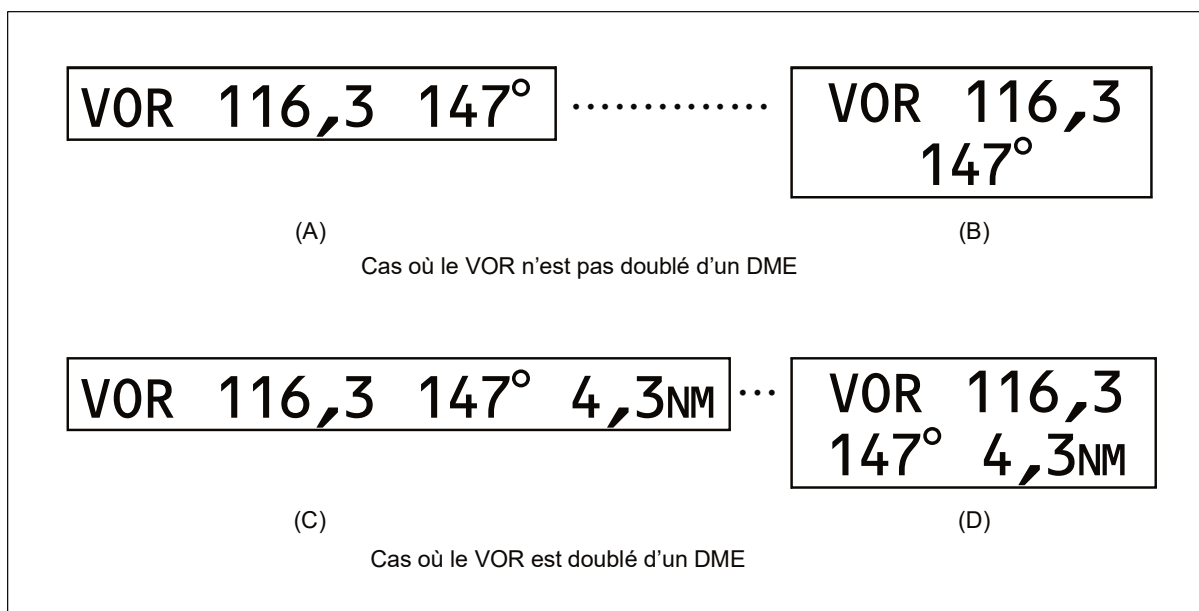 VOR 116,3 147° .............. VOR 116,3
147°
(A) (B)
Cas où le VOR n'est pas doublé d'un DME
VOR 116,3 147° 4,3NM ... VOR 116,3
147° 4,3NM
(C) (D)
Cas où le VOR est doublé d'un DME